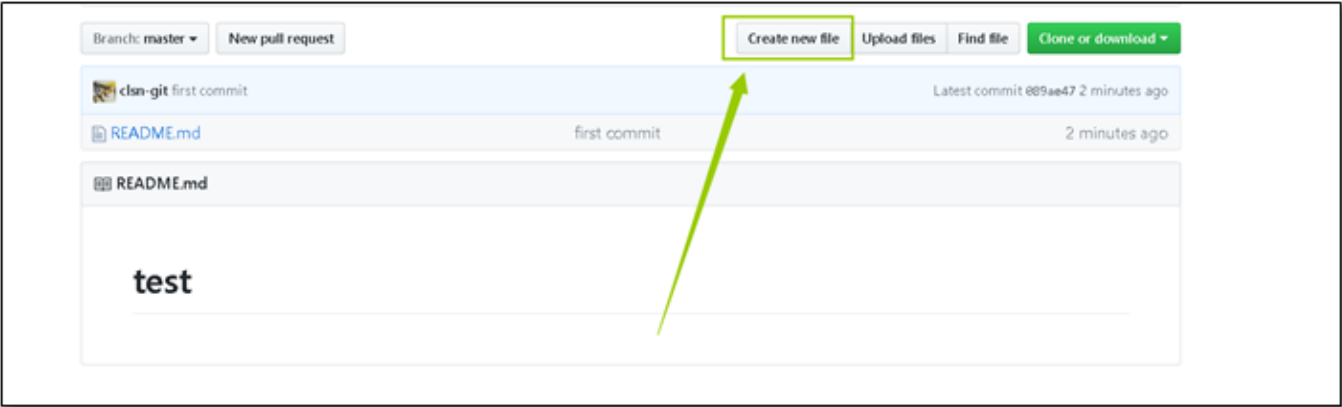 Branch: master New pull request Create new file Upload files Find file Clone or download
clsn-git first commit Latest commit 089ae47 2 minutes ago
README.md first commit 2 minutes ago
README.md
test